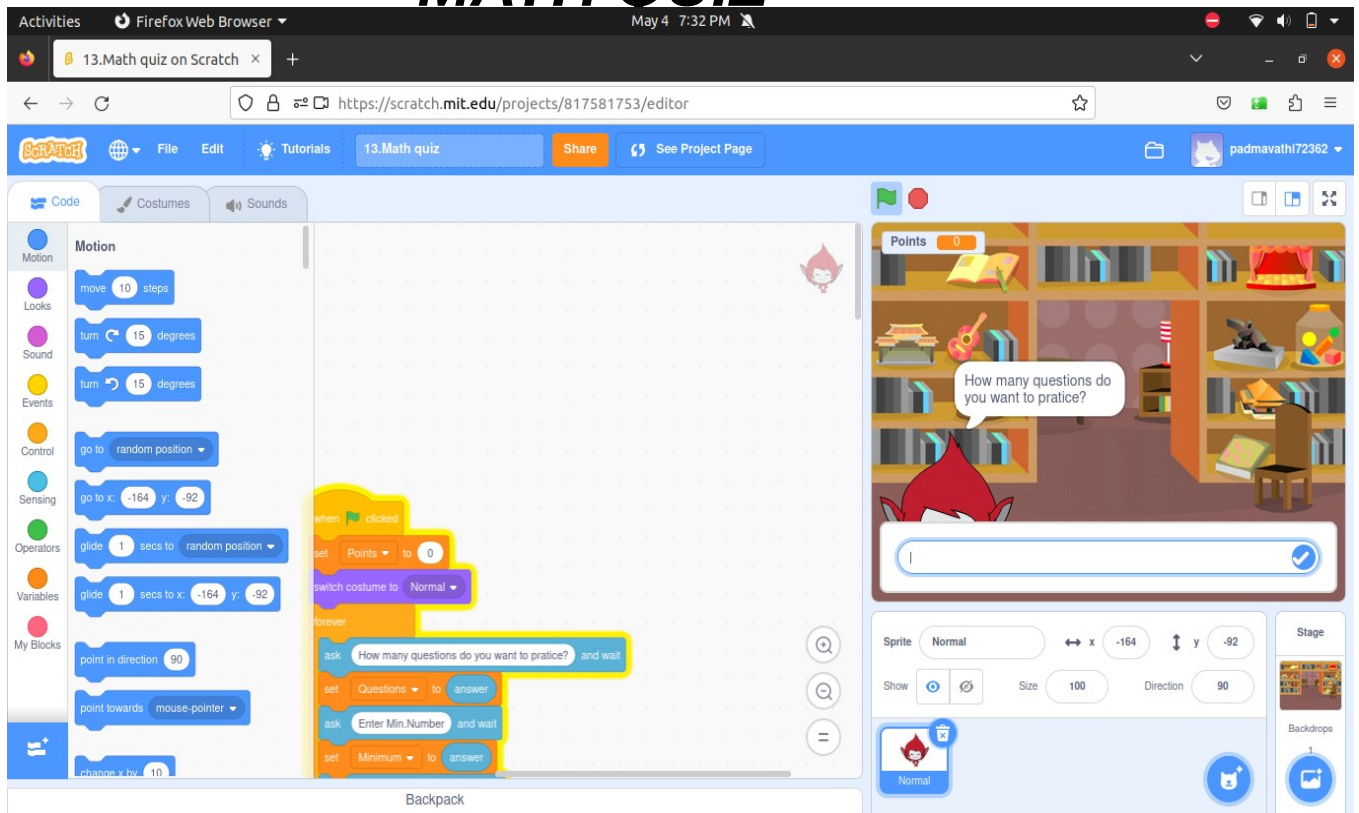 MATH QUIZ
Activities Firefox Web Browser May 4 7:32 PM
13.Math quiz on Scratch
https://scratch.mit.edu/projects/817581753/editor
SCRATCH File Edit Tutorials 13.Math quiz Share See Project Page padmavathi72362
Code Costumes Sounds
Motion
Looks
Sound
Events
Control
Sensing
Operators
Variables
My Blocks
Motion
move 10 steps
turn 15 degrees
turn 15 degrees
go to random position
go to x: -164 y: -92
glide 1 secs to random position
glide 1 secs to x: -164 y: -92
point in direction 90
point towards mouse-pointer
change x by 10
when clicked
set Points to 0
switch costume to Normal
forever
ask How many questions do you want to pratice? and wait
set Questions to answer
ask Enter Min.Number and wait
set Minimum to answer
Backpack
Points 0
How many questions do
you want to pratice?
Sprite Normal x -164 y -92
Show Size 100 Direction 90
Normal
Stage
Backdrops
1